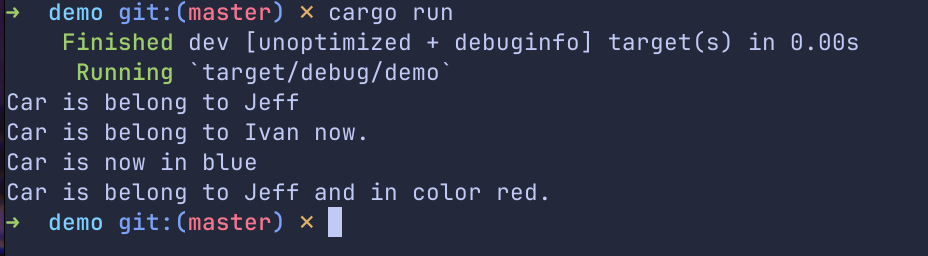 ➜  demo git:(master) ✗ cargo run
    Finished dev [unoptimized + debuginfo] target(s) in 0.00s
     Running `target/debug/demo`
Car is belong to Jeff
Car is belong to Ivan now.
Car is now in blue
Car is belong to Jeff and in color red.
➜  demo git:(master) ✗